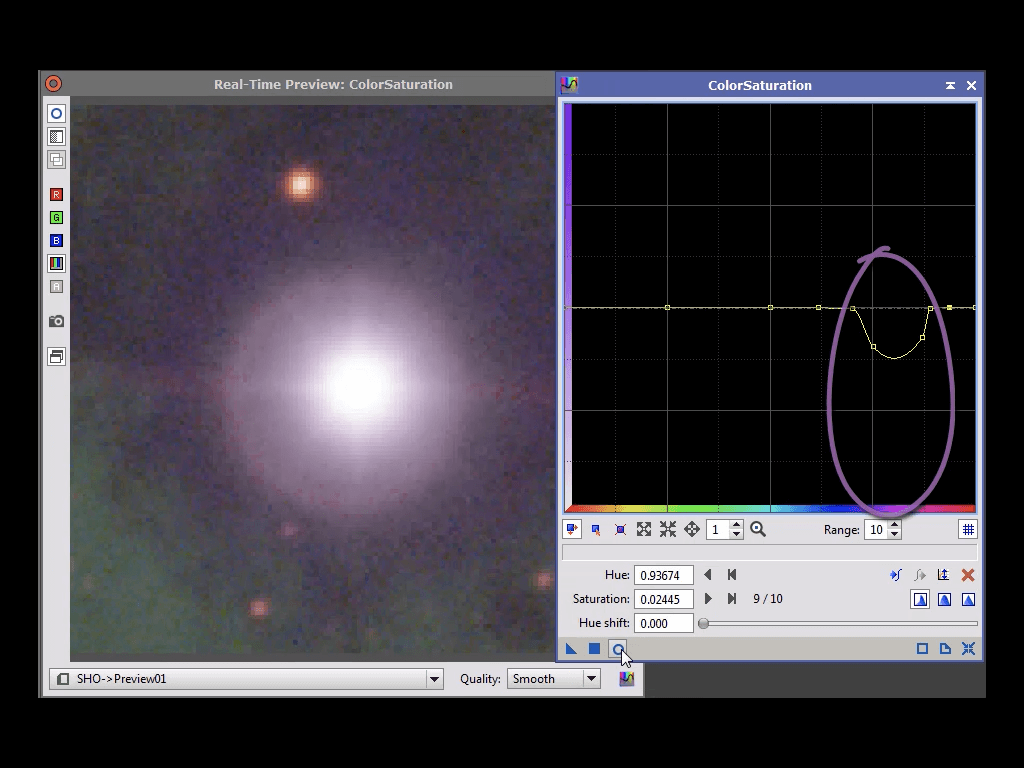 Real-Time Preview: ColorSaturation
ColorSaturation
R
G
B
A
1
Range: 10
Hue: 0.93674
Saturation: 0.02445
9 / 10
Hue shift: 0.000
SHO->Preview01
Quality: Smooth